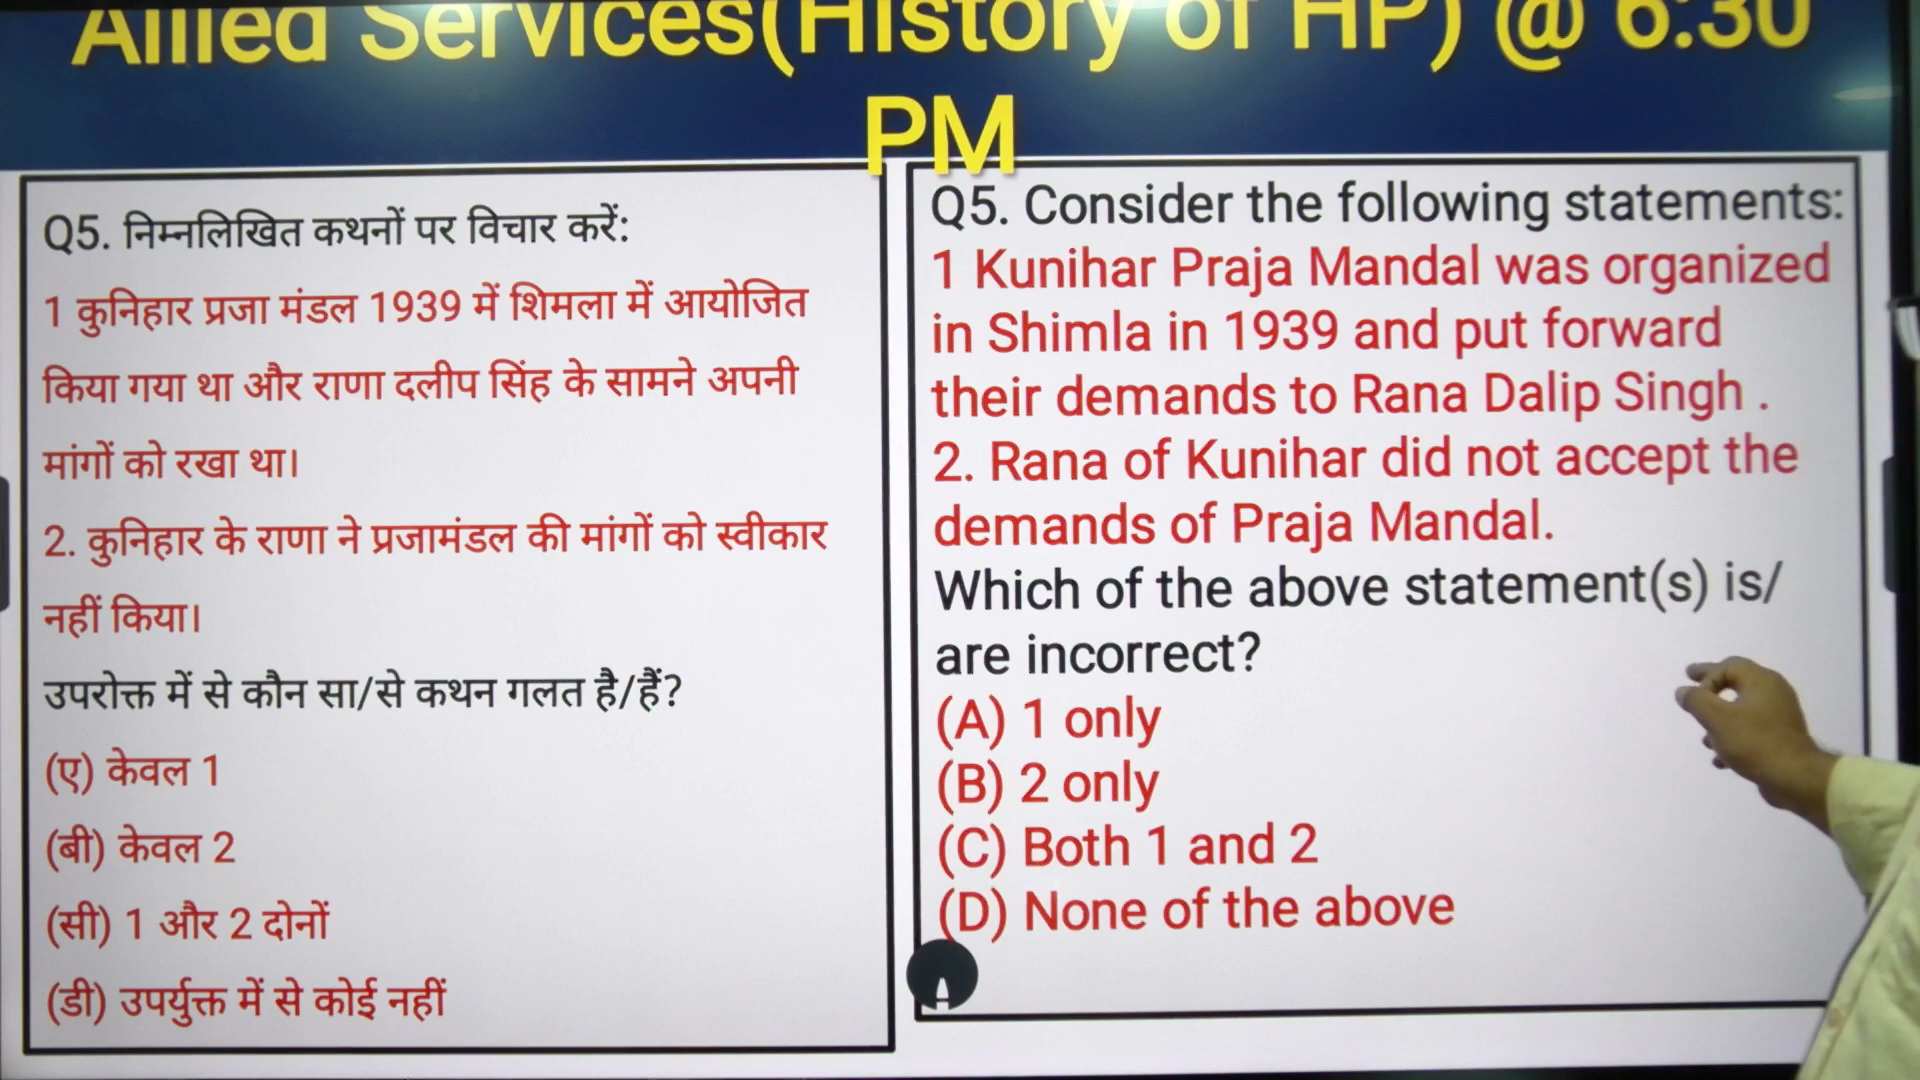 Allied Services(History of HP) @ 6:30
PM
Q5. निम्नलिखित कथनों पर विचार करें:
1 कुनिहार प्रजा मंडल 1939 में शिमला में आयोजित
किया गया था और राणा दलीप सिंह के सामने अपनी
मांगों को रखा था।
2. कुनिहार के राणा ने प्रजामंडल की मांगों को स्वीकार
नहीं किया।
उपरोक्त में से कौन सा/से कथन गलत है/हैं?
(ए) केवल 1
(बी) केवल 2
(सी) 1 और 2 दोनों
(डी) उपर्युक्त में से कोई नहीं
Q5. Consider the following statements:
1 Kunihar Praja Mandal was organized
in Shimla in 1939 and put forward
their demands to Rana Dalip Singh .
2. Rana of Kunihar did not accept the
demands of Praja Mandal.
Which of the above statement(s) is/
are incorrect?
(A) 1 only
(B) 2 only
(C) Both 1 and 2
(D) None of the above